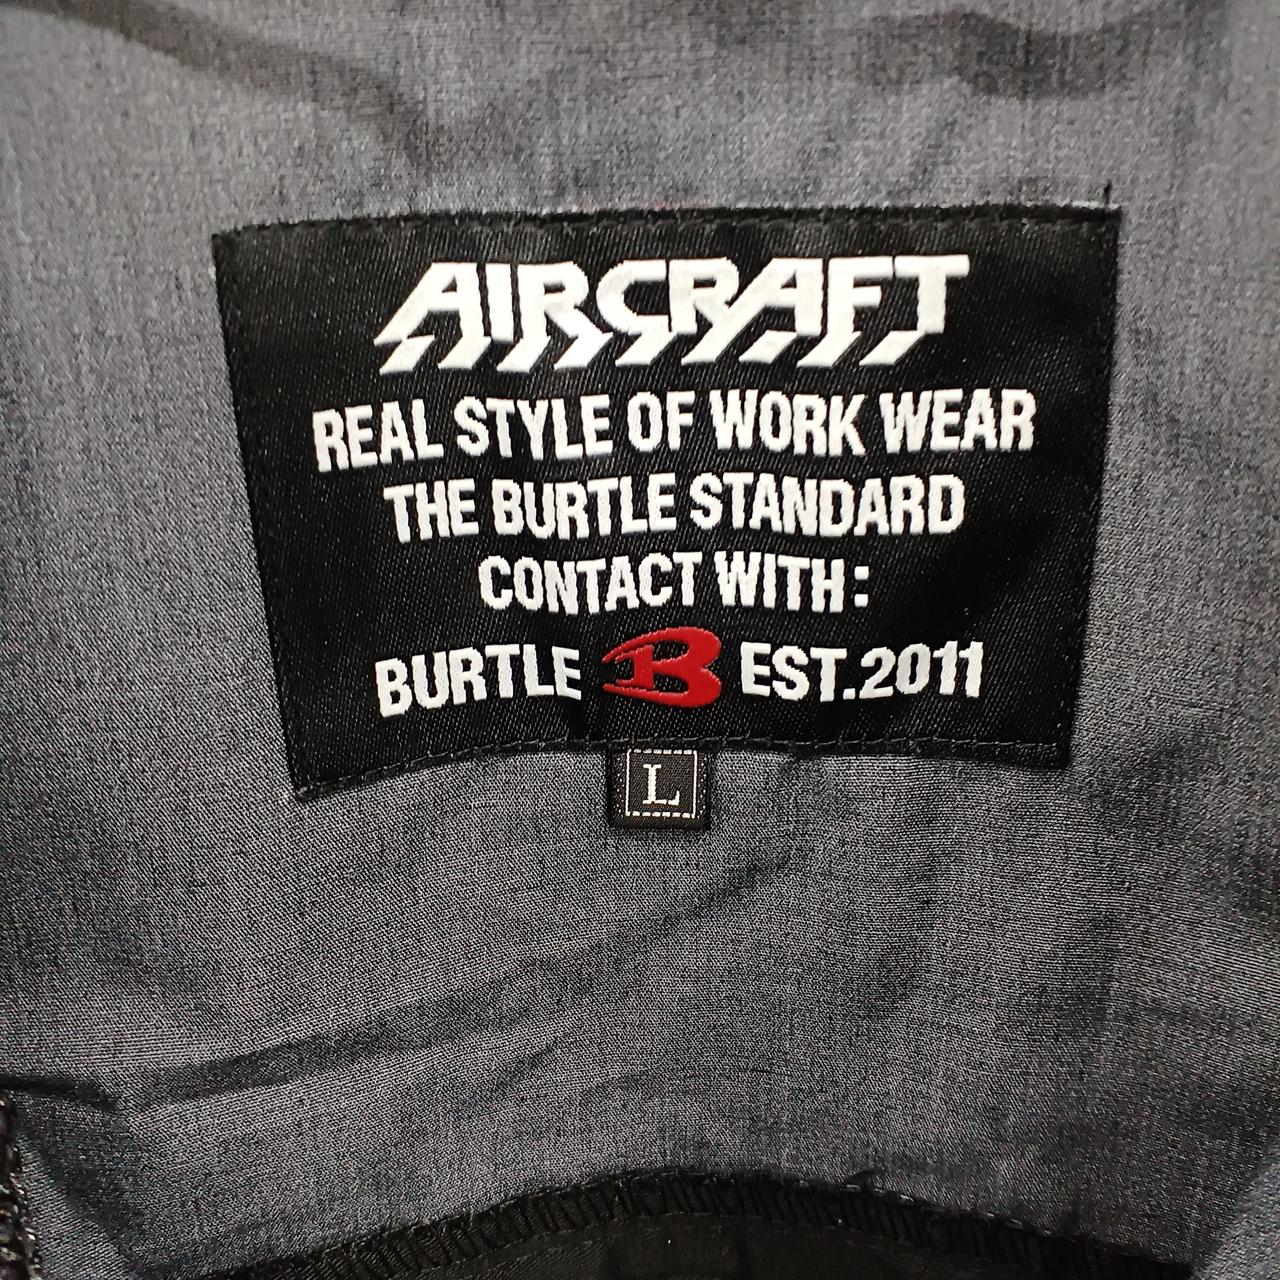 AIRCRAFT
REAL STYLE OF WORK WEAR
THE BURTLE STANDARD
CONTACT WITH:
BURTLE B EST.2011
L